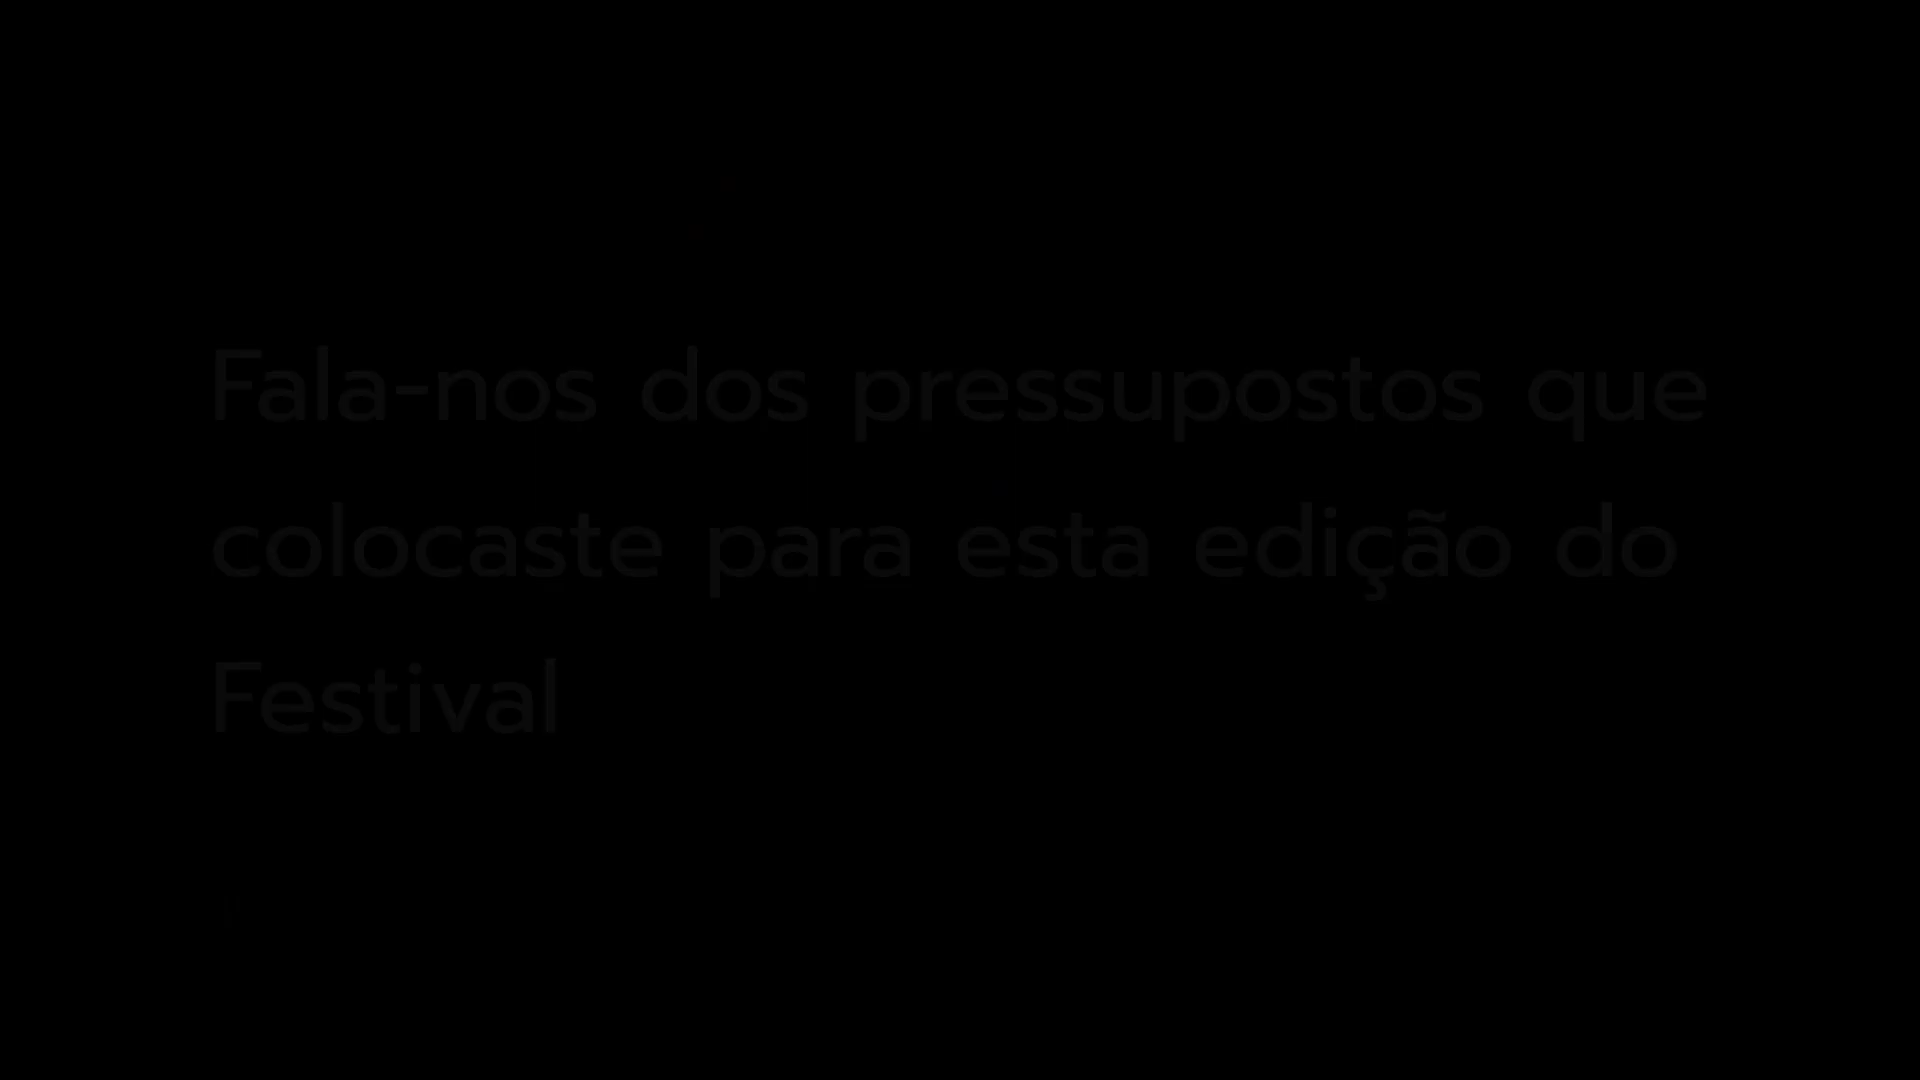 Fala-nos dos pressupostos que
colocaste para esta edição do
Festival